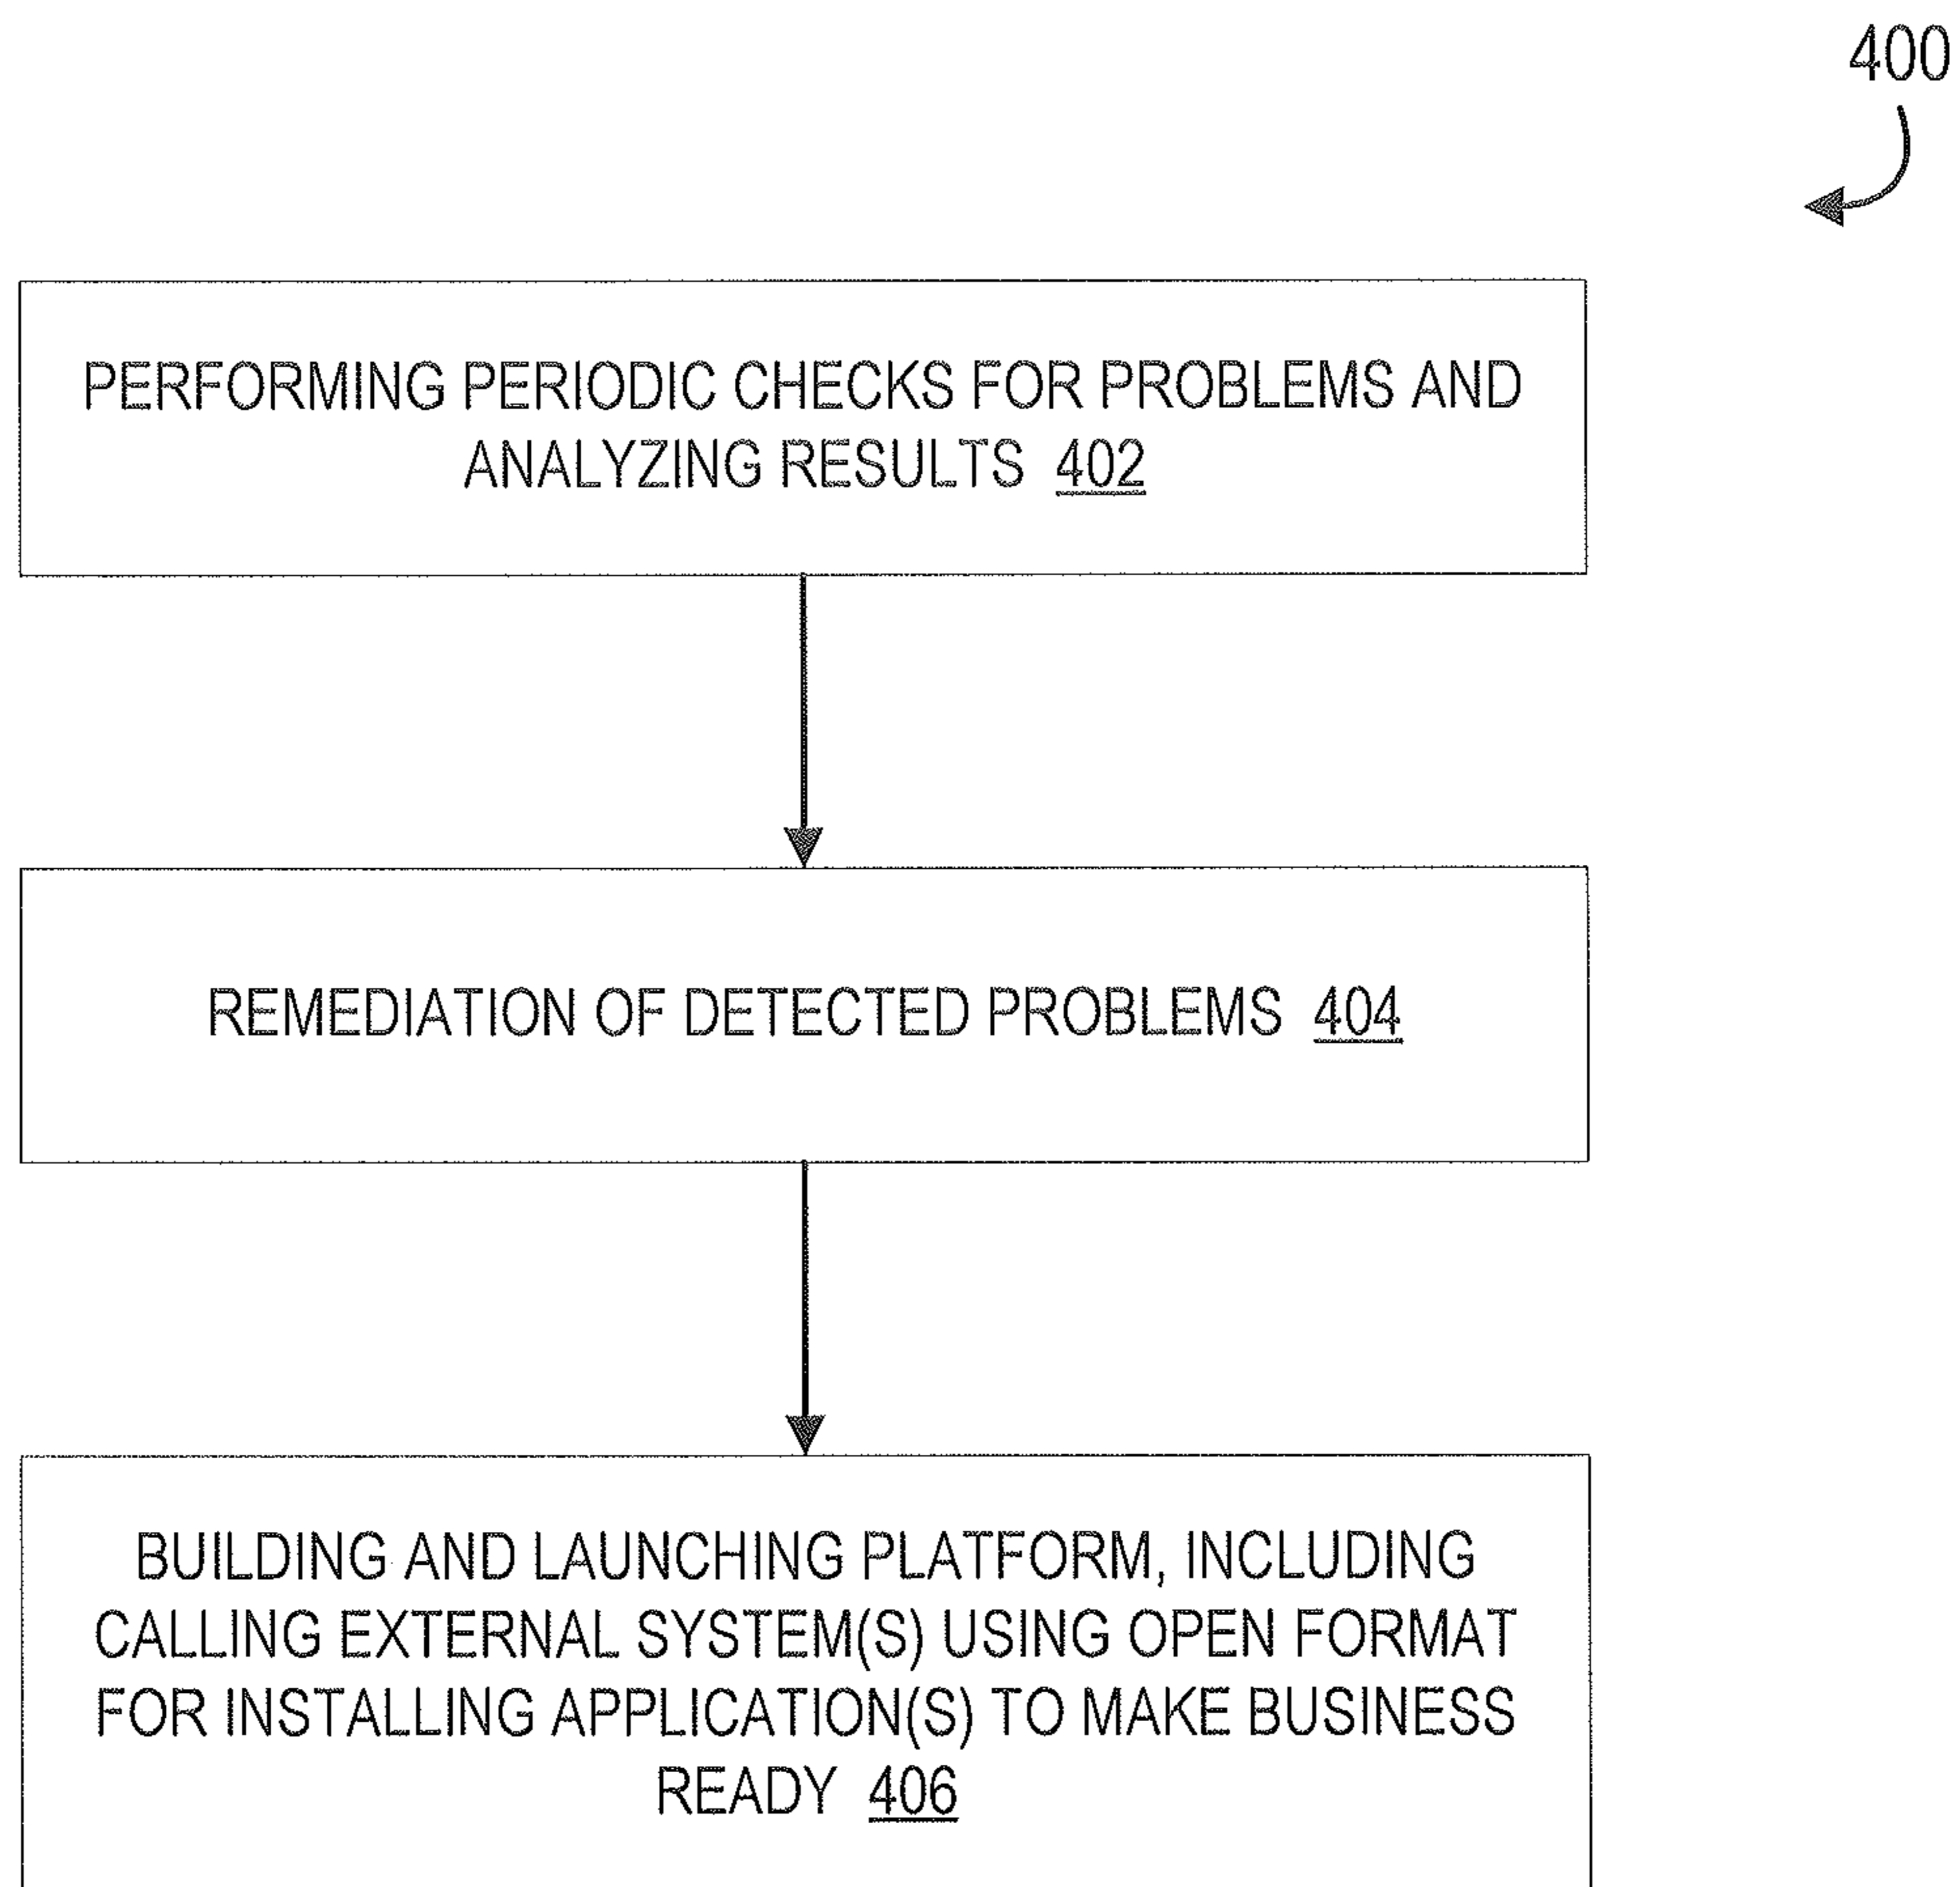 400
PERFORMING PERIODIC CHECKS FOR PROBLEMS AND
ANALYZING RESULTS 402
REMEDIATION OF DETECTED PROBLEMS 404
BUILDING AND LAUNCHING PLATFORM, INCLUDING
CALLING EXTERNAL SYSTEM(S) USING OPEN FORMAT
FOR INSTALLING APPLICATION(S) TO MAKE BUSINESS
READY 406